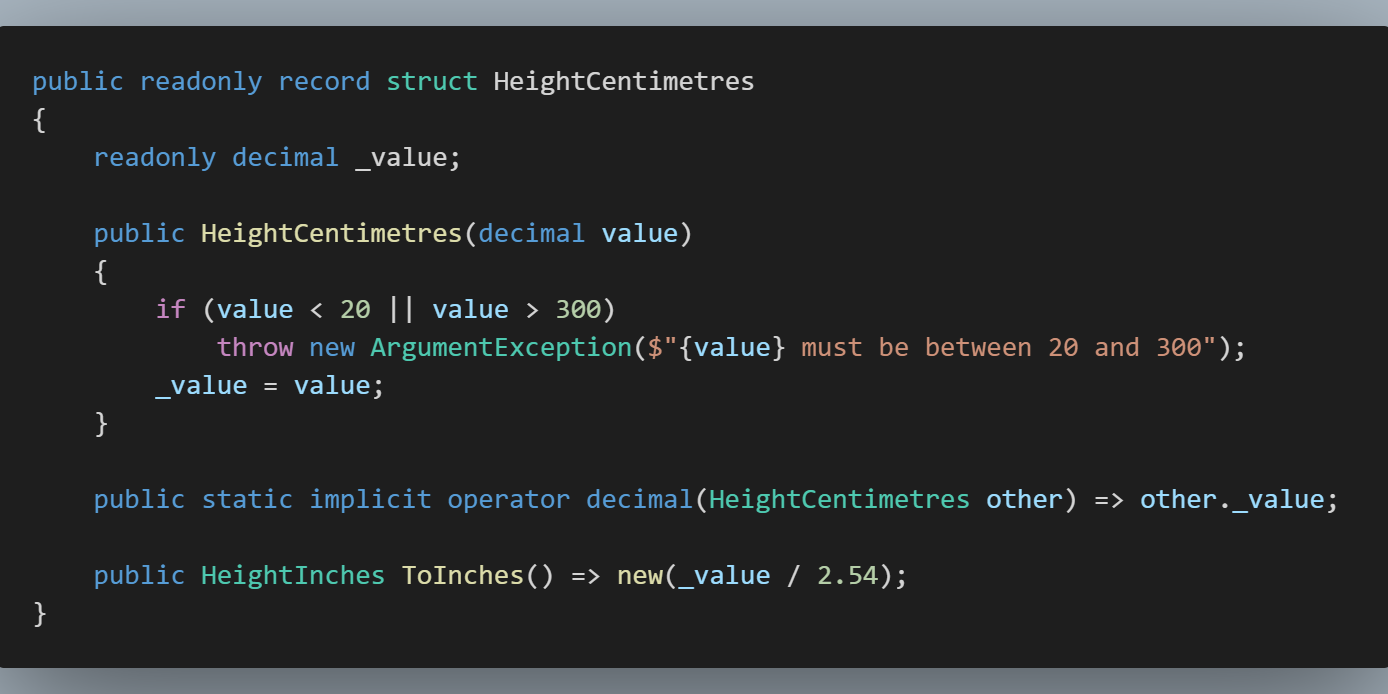 public readonly record struct HeightCentimetres
{
    readonly decimal _value;

    public HeightCentimetres(decimal value)
    {
        if (value < 20 || value > 300)
            throw new ArgumentException($"{value} must be between 20 and 300");
        _value = value;
    }

    public static implicit operator decimal(HeightCentimetres other) => other._value;

    public HeightInches ToInches() => new(_value / 2.54);
}